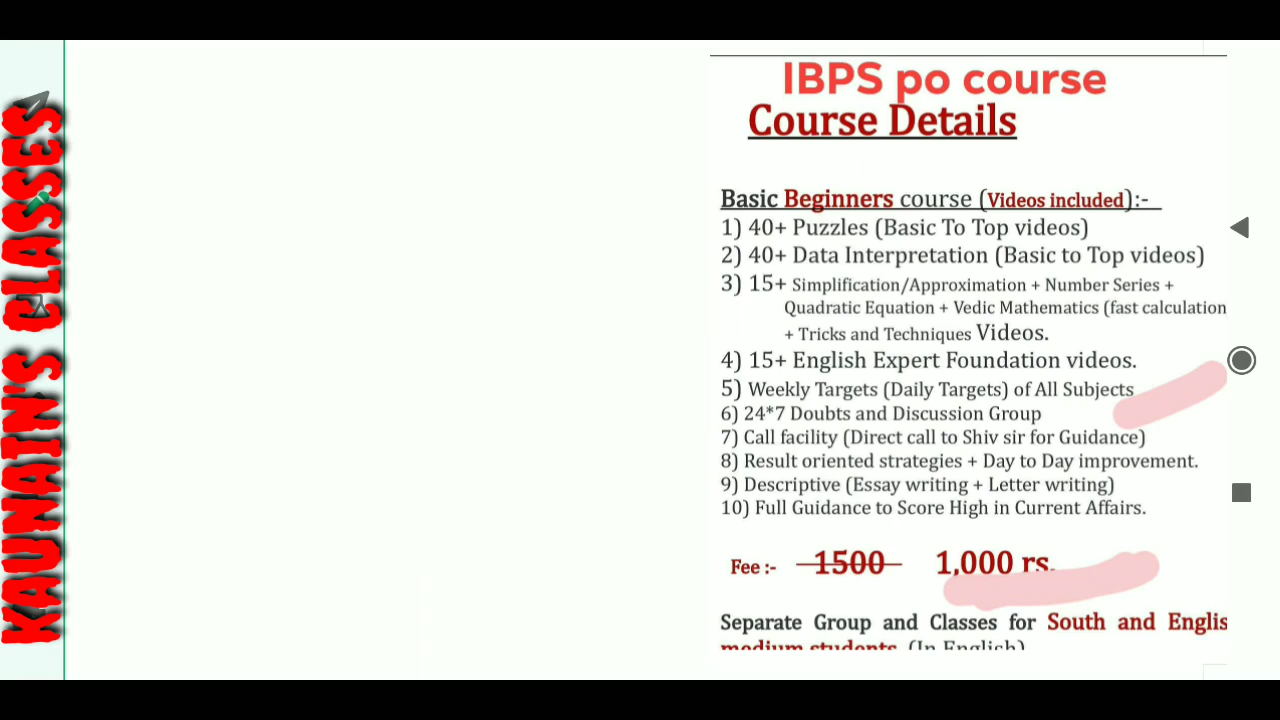 KAUNAIN'S CLASSES
IBPS po course
Course Details
Basic Beginners course (Videos included):-
1) 40+ Puzzles (Basic To Top videos)
2) 40+ Data Interpretation (Basic to Top videos)
3) 15+ Simplification/Approximation + Number Series +
Quadratic Equation + Vedic Mathematics (fast calculation
+ Tricks and Techniques Videos.
4) 15+ English Expert Foundation videos.
5) Weekly Targets (Daily Targets) of All Subjects
6) 24*7 Doubts and Discussion Group
7) Call facility (Direct call to Shiv sir for Guidance)
8) Result oriented strategies + Day to Day improvement.
9) Descriptive (Essay writing + Letter writing)
10) Full Guidance to Score High in Current Affairs.
Fee :- 1500 1,000 rs.
Separate Group and Classes for South and Englis
medium students (In English)